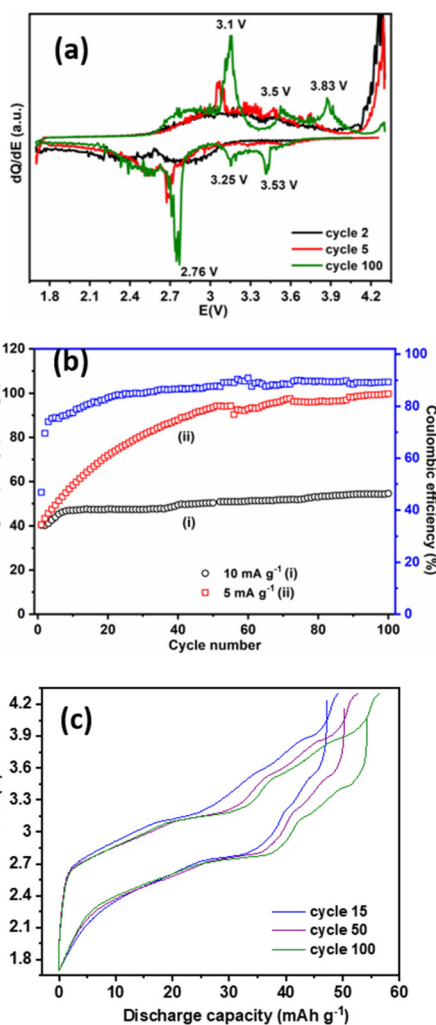 (a)
3.1 V
3.5 V
3.83 V
3.25 V
3.53 V
2.76 V
dQ/dE (a.u.)
cycle 2
cycle 5
cycle 100
1.8 2.2 2.7 3.1 3.5 3.9 4.2
E(V)
(b)
120
100
80
60
40
20
0
100
80
60
40
20
0
Coulombic efficiency (%)
(ii)
(i)
10 mA g⁻¹ (i)
5 mA g⁻¹ (ii)
0 20 40 60 80 100
Cycle number
(c)
4.2
3.9
3.6
3.3
3.0
2.7
2.4
2.1
1.8
cycle 15
cycle 50
cycle 100
0 10 20 30 40 50 60
Discharge capacity (mAh g⁻¹)